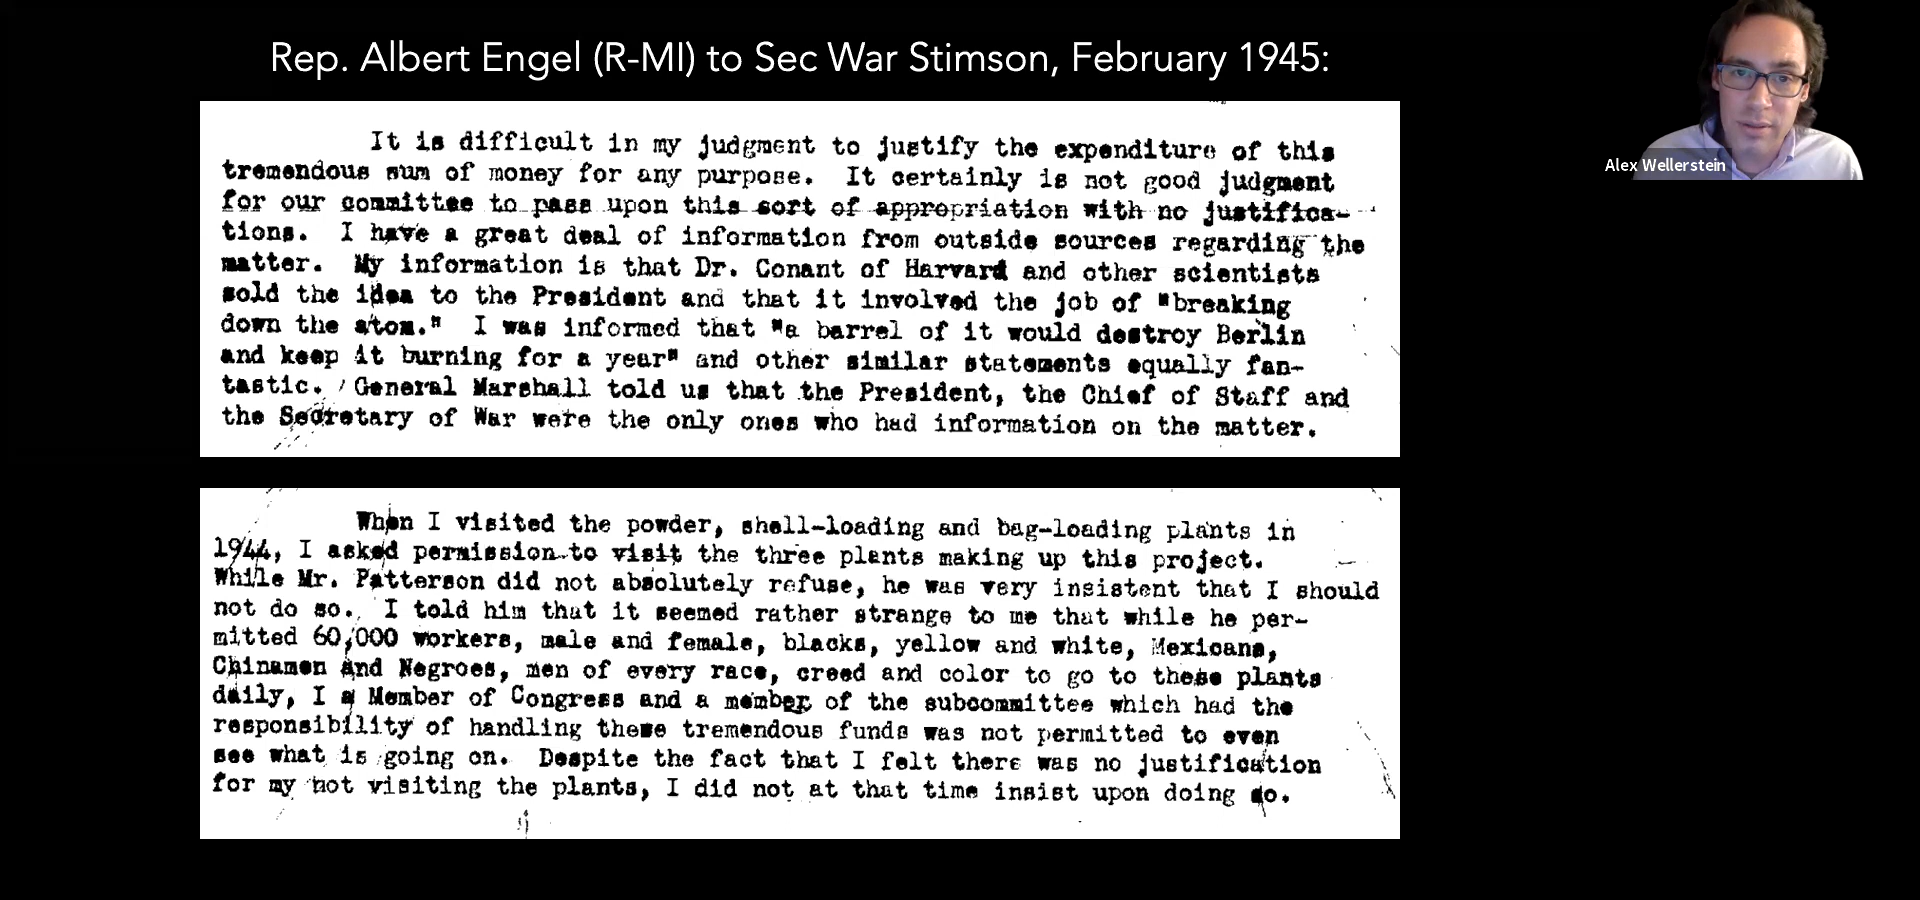 Rep. Albert Engel (R-MI) to Sec War Stimson, February 1945:
Alex Wellerstein
It is difficult in my judgment to justify the expenditure of this
tremendous sum of money for any purpose. It certainly is not good judgment
for our committee to pass upon this sort of appropriation with no justifica-
tions. I have a great deal of information from outside sources regarding the
matter. My information is that Dr. Conant of Harvard and other scientists
sold the idea to the President and that it involved the job of "breaking
down the atom." I was informed that "a barrel of it would destroy Berlin
and keep it burning for a year" and other similar statements equally fan-
tastic. General Marshall told us that the President, the Chief of Staff and
the Secretary of War were the only ones who had information on the matter.
When I visited the powder, shell-loading and bag-loading plants in
1944, I asked permission to visit the three plants making up this project.
While Mr. Patterson did not absolutely refuse, he was very insistent that I should
not do so. I told him that it seemed rather strange to me that while he per-
mitted 60,000 workers, male and female, blacks, yellow and white, Mexicans,
Chinamen and Negroes, men of every race, creed and color to go to these plants
daily, I a Member of Congress and a member of the subcommittee which had the
responsibility of handling these tremendous funds was not permitted to even
see what is going on. Despite the fact that I felt there was no justification
for my not visiting the plants, I did not at that time insist upon doing so.